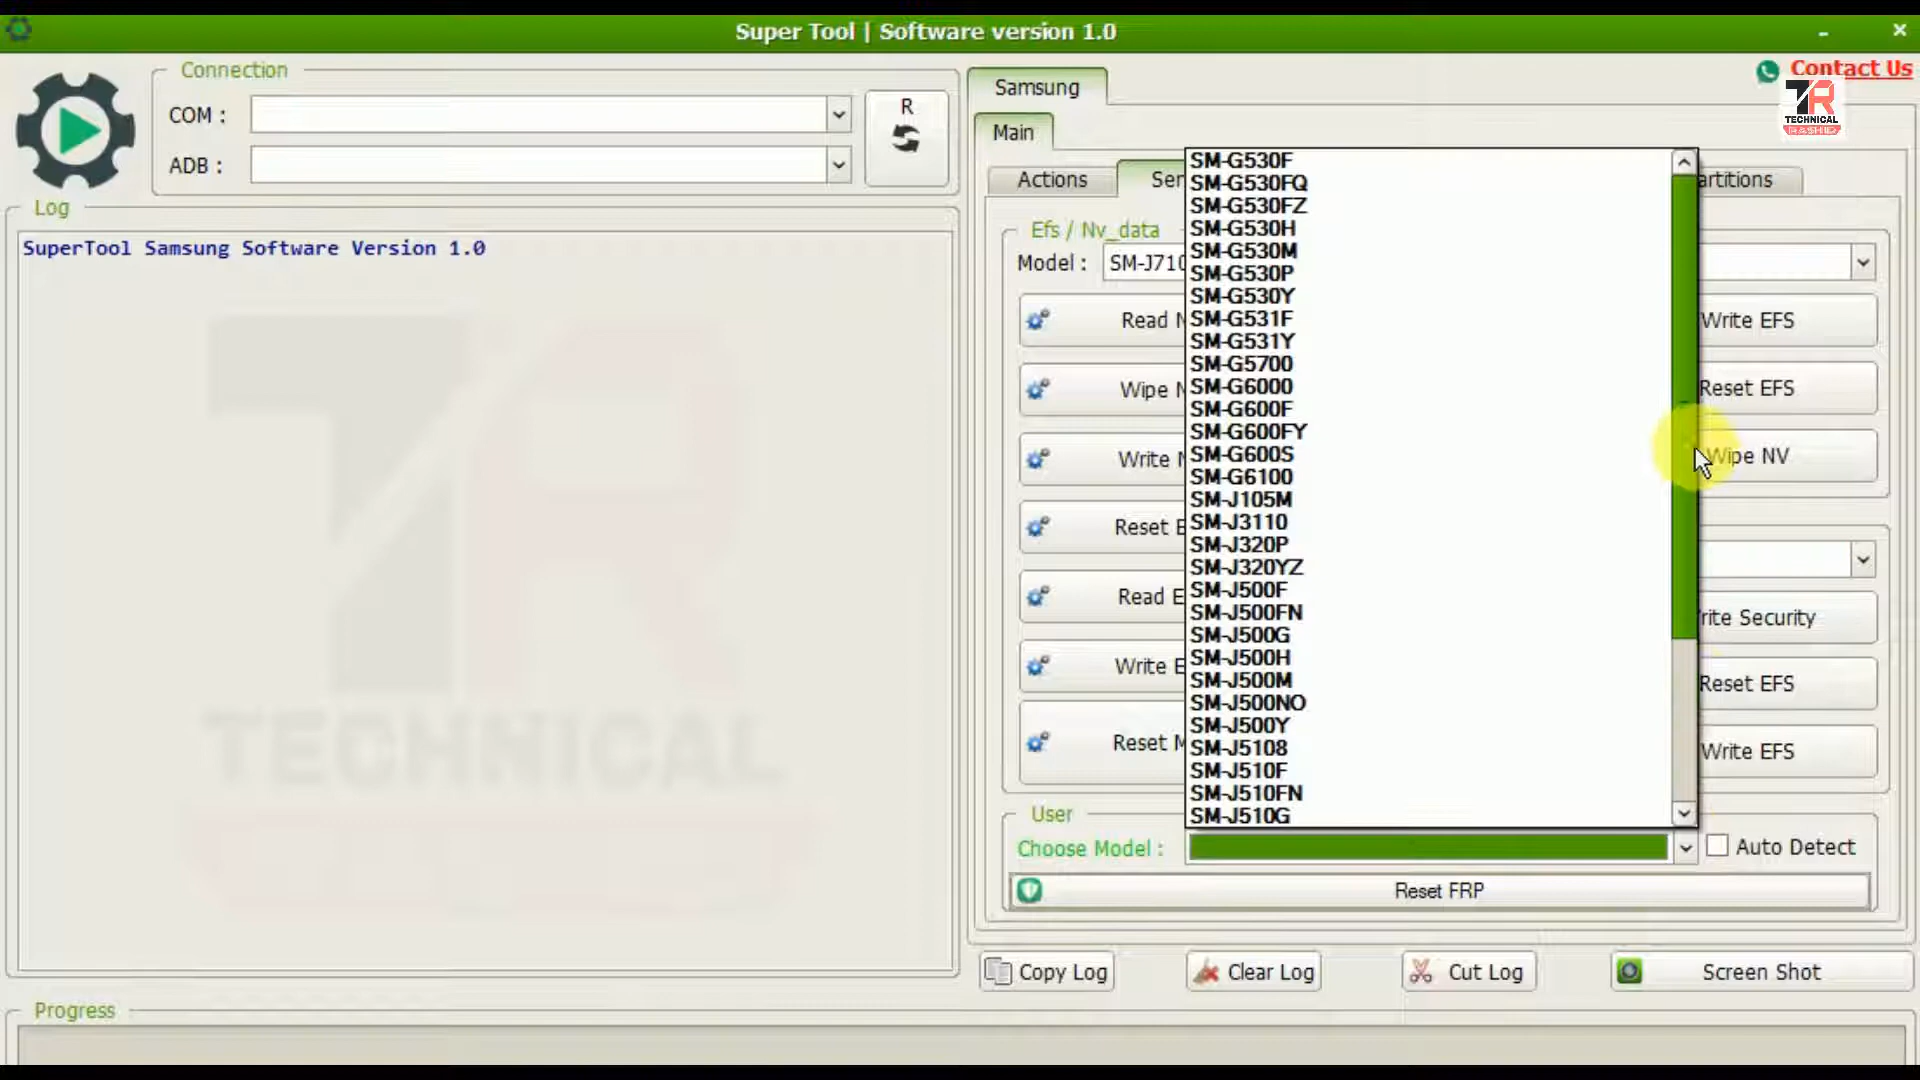 Super Tool | Software version 1.0
Contact Us
TR
TECHNICAL
RASHID
Connection
COM :
ADB :
R
Log
SuperTool Samsung Software Version 1.0
TR
TECHNICAL
Samsung
Main
Actions
Ser
artitions
Efs / Nv_data
Model :
SM-J710
Read N
Wipe N
Write N
Reset E
Read E
Write E
Reset M
SM-G530F
SM-G530FQ
SM-G530FZ
SM-G530H
SM-G530M
SM-G530P
SM-G530Y
SM-G531F
SM-G531Y
SM-G5700
SM-G6000
SM-G600F
SM-G600FY
SM-G600S
SM-G6100
SM-J105M
SM-J3110
SM-J320P
SM-J320YZ
SM-J500F
SM-J500FN
SM-J500G
SM-J500H
SM-J500M
SM-J500NO
SM-J500Y
SM-J5108
SM-J510F
SM-J510FN
SM-J510G
Write EFS
Reset EFS
Wipe NV
rite Security
Reset EFS
Write EFS
User
Choose Model :
Auto Detect
Reset FRP
Copy Log
Clear Log
Cut Log
Screen Shot
Progress